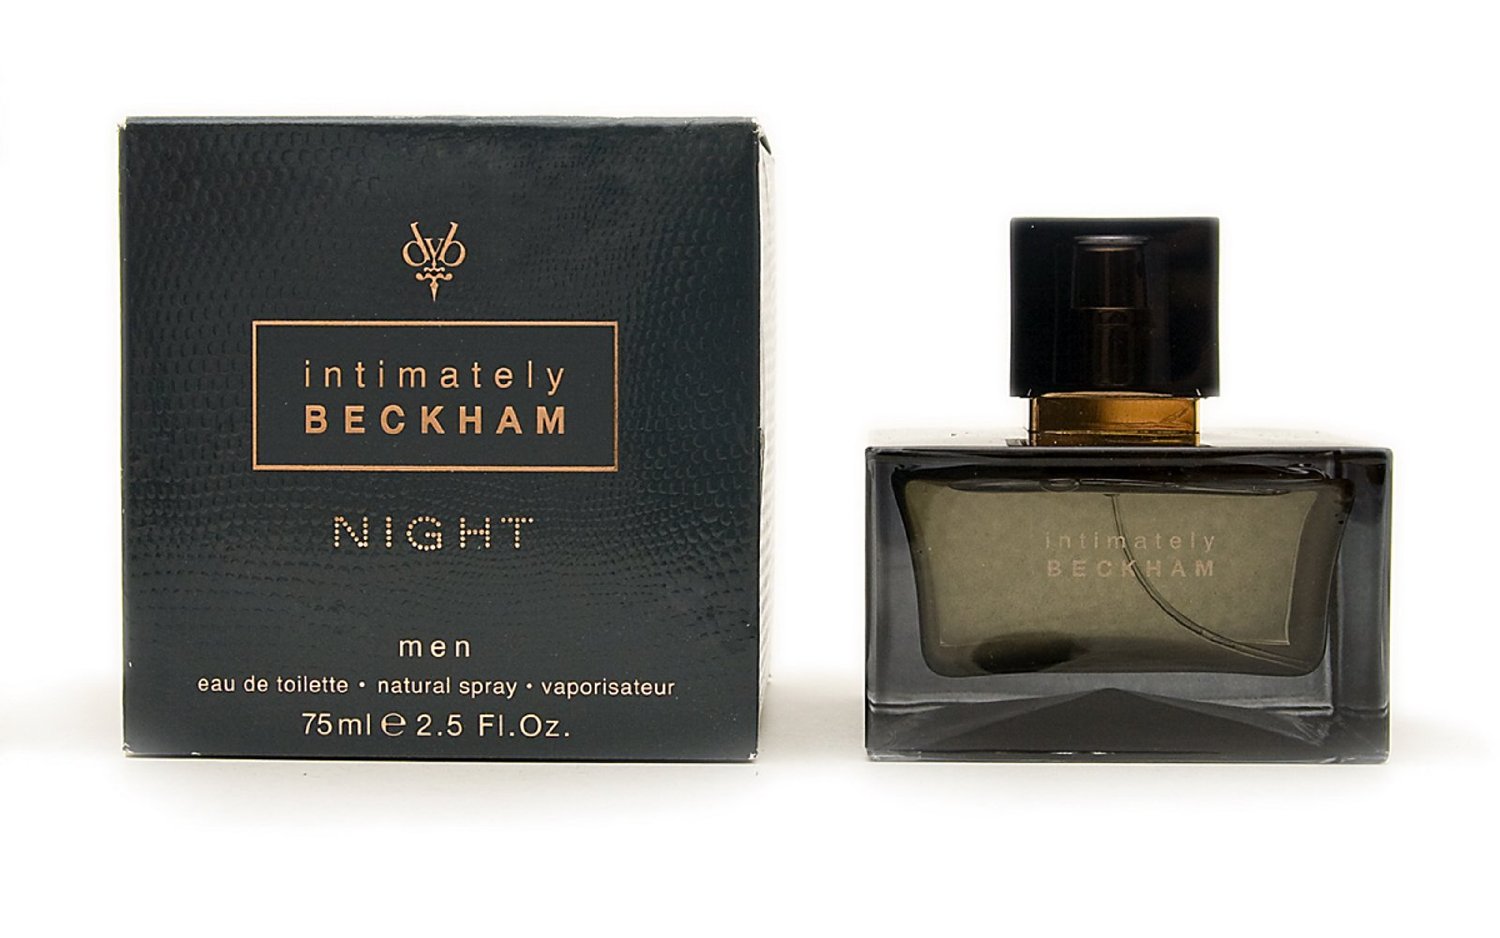 dvb
intimately
BECKHAM
NIGHT
men
eau de toilette • natural spray • vaporisateur
75ml ℮ 2.5 Fl.Oz.
intimately
BECKHAM